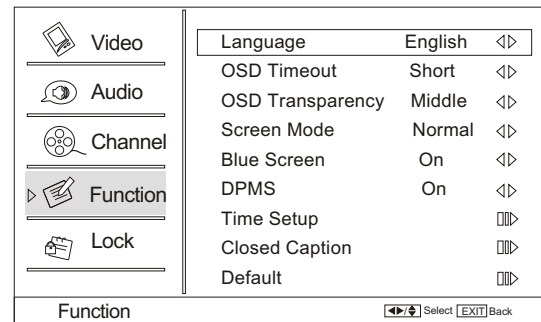 Video
Audio
Channel
Function
Lock
Language English
OSD Timeout Short
OSD Transparency Middle
Screen Mode Normal
Blue Screen On
DPMS On
Time Setup
Closed Caption
Default
Function Select EXIT Back